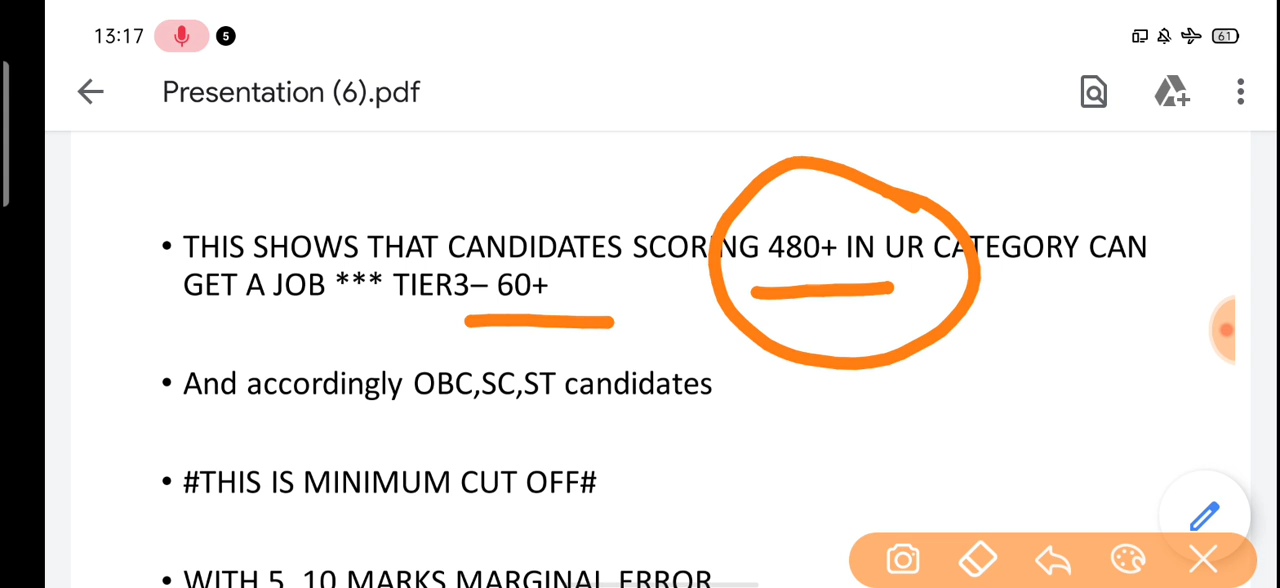 13:17
5
61
Presentation (6).pdf
• THIS SHOWS THAT CANDIDATES SCORING 480+ IN UR CATEGORY CAN
GET A JOB *** TIER3– 60+
• And accordingly OBC,SC,ST candidates
• #THIS IS MINIMUM CUT OFF#
• WITH 5, 10 MARKS MARGINAL ERROR